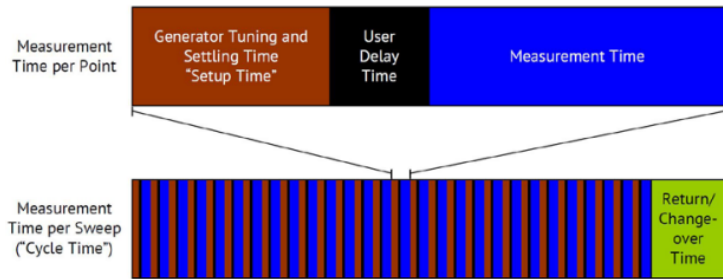 Measurement
Time per Point
Generator Tuning and
Settling Time
"Setup Time"
User
Delay
Time
Measurement Time
Measurement
Time per Sweep
("Cycle Time")
Return/
Change-
over
Time